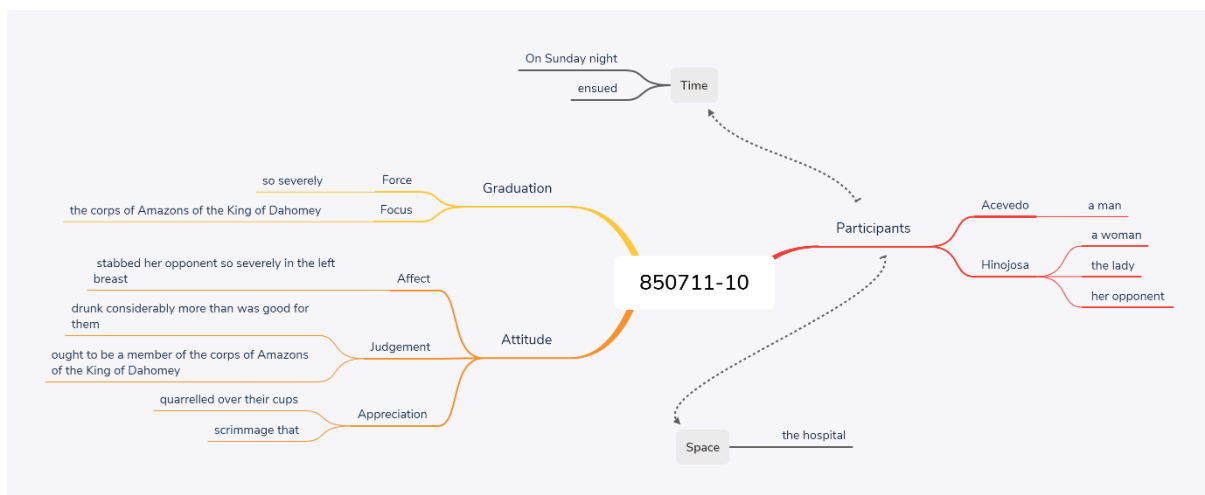 On Sunday night
ensued
Time
so severely
Force
Graduation
the corps of Amazons of the King of Dahomey
Focus
Participants
Acevedo
a man
a woman
Hinojosa
the lady
her opponent
850711-10
stabbed her opponent so severely in the left
breast
Affect
drunk considerably more than was good for
them
Judgement
Attitude
ought to be a member of the corps of Amazons
of the King of Dahomey
quarrelled over their cups
Appreciation
scrimmage that
Space
the hospital